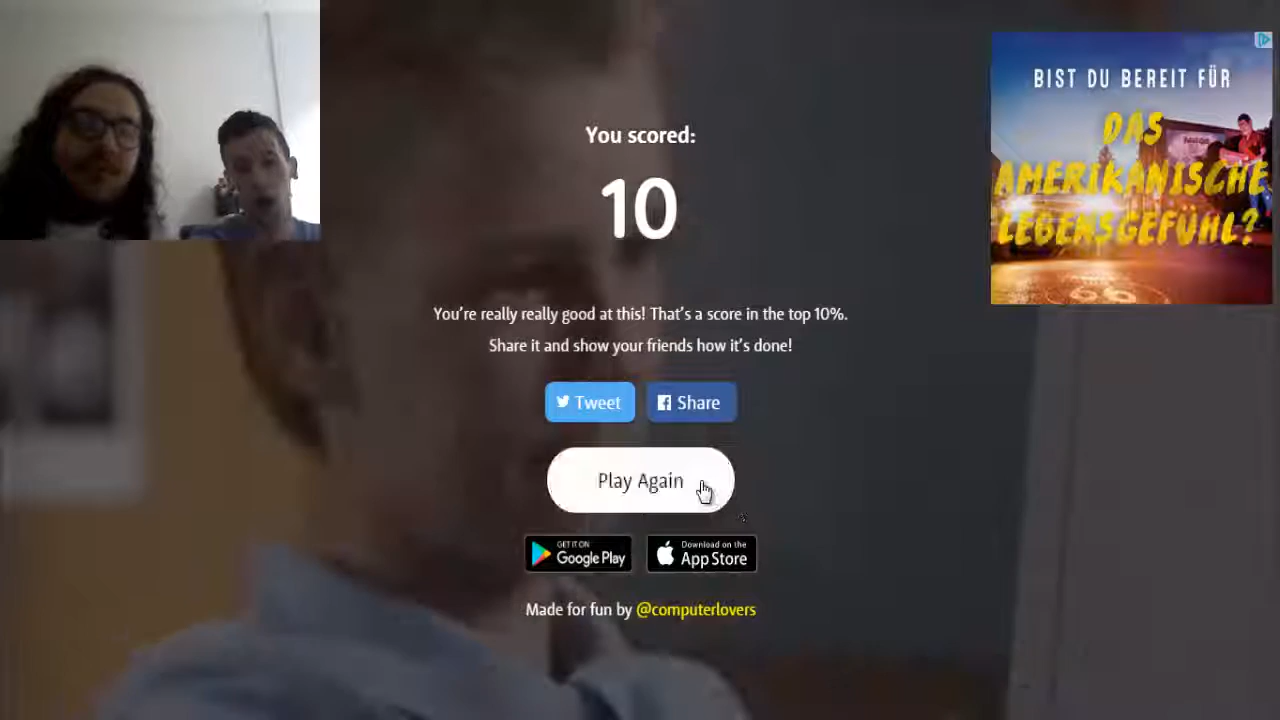 You scored:
10
You're really really good at this! That's a score in the top 10%.
Share it and show your friends how it's done!
Tweet
Share
Play Again
GET IT ON
Google Play
Download on the
App Store
Made for fun by @computerlovers
BIST DU BEREIT FÜR
DAS
AMERIKANISCHE
LEBENSGEFÜHL?